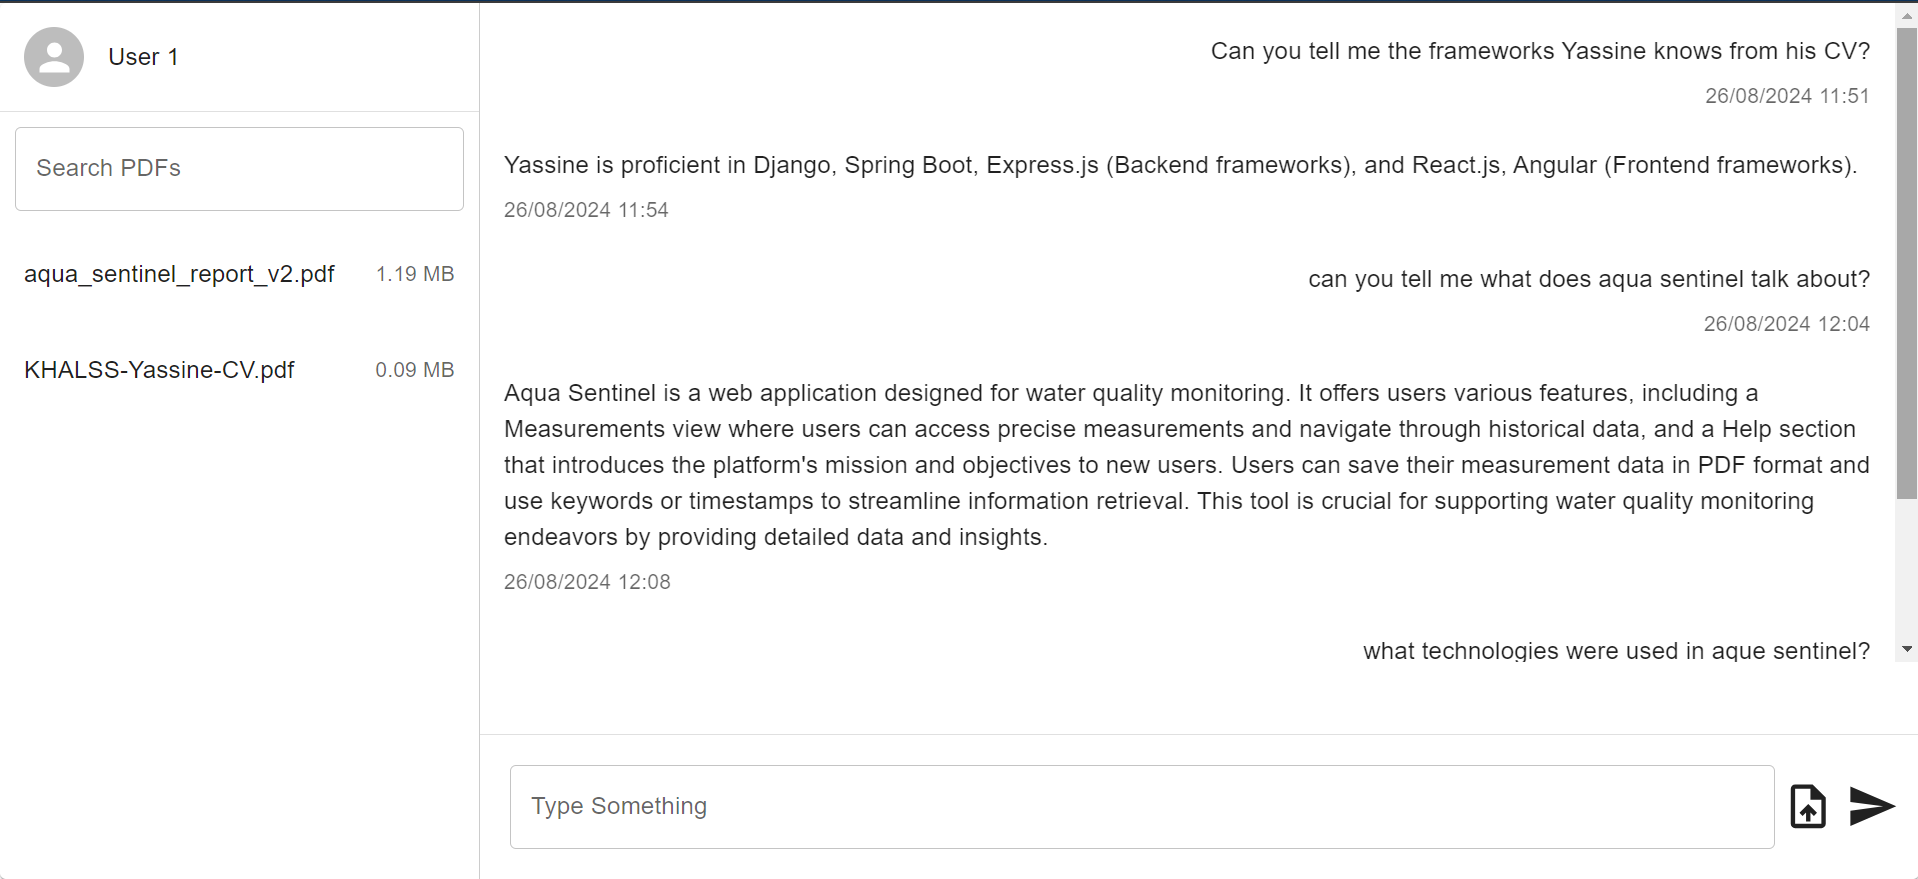 User 1
Search PDFs
aqua_sentinel_report_v2.pdf 1.19 MB
KHALSS-Yassine-CV.pdf 0.09 MB
Can you tell me the frameworks Yassine knows from his CV?
26/08/2024 11:51
Yassine is proficient in Django, Spring Boot, Express.js (Backend frameworks), and React.js, Angular (Frontend frameworks).
26/08/2024 11:54
can you tell me what does aqua sentinel talk about?
26/08/2024 12:04
Aqua Sentinel is a web application designed for water quality monitoring. It offers users various features, including a
Measurements view where users can access precise measurements and navigate through historical data, and a Help section
that introduces the platform's mission and objectives to new users. Users can save their measurement data in PDF format and
use keywords or timestamps to streamline information retrieval. This tool is crucial for supporting water quality monitoring
endeavors by providing detailed data and insights.
26/08/2024 12:08
what technologies were used in aque sentinel?
Type Something